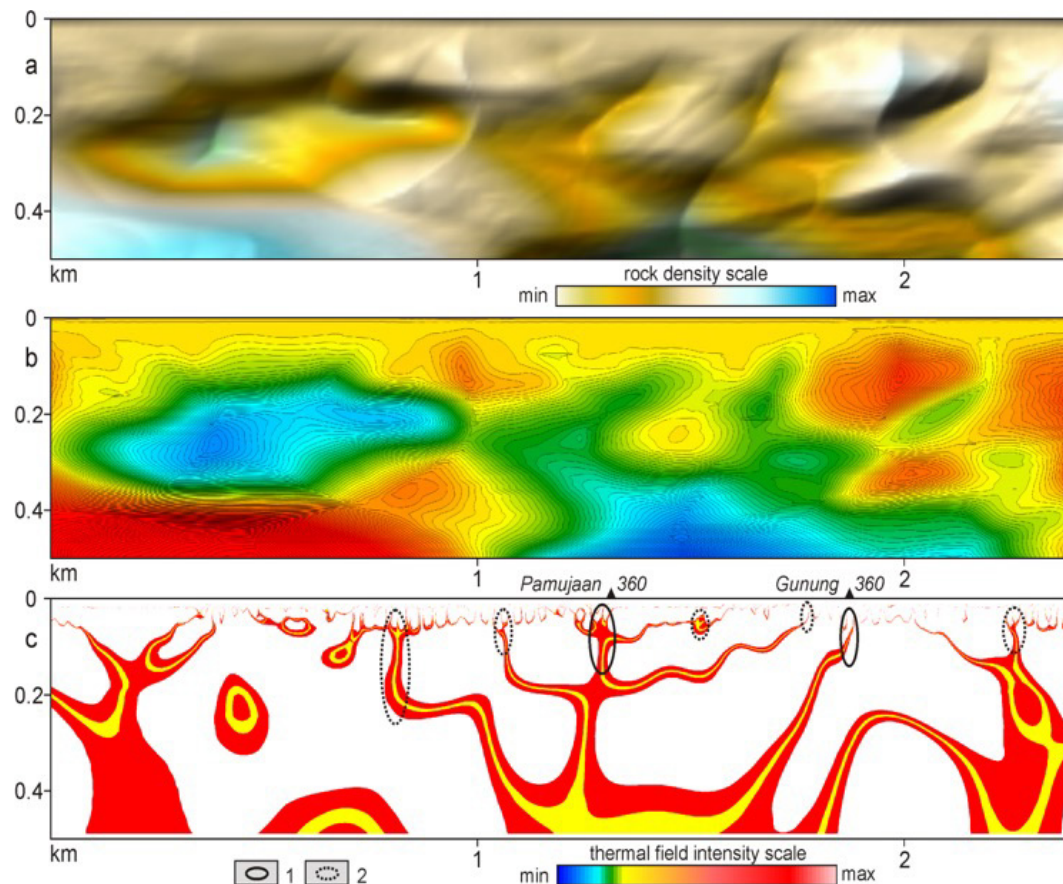 0
a
0.2
0.4
km 1 2
rock density scale
min max
0
b
0.2
0.4
km 1 2
Pamujaan 360 Gunung 360
0
c
0.2
0.4
km 1 2
1 2
thermal field intensity scale
min max